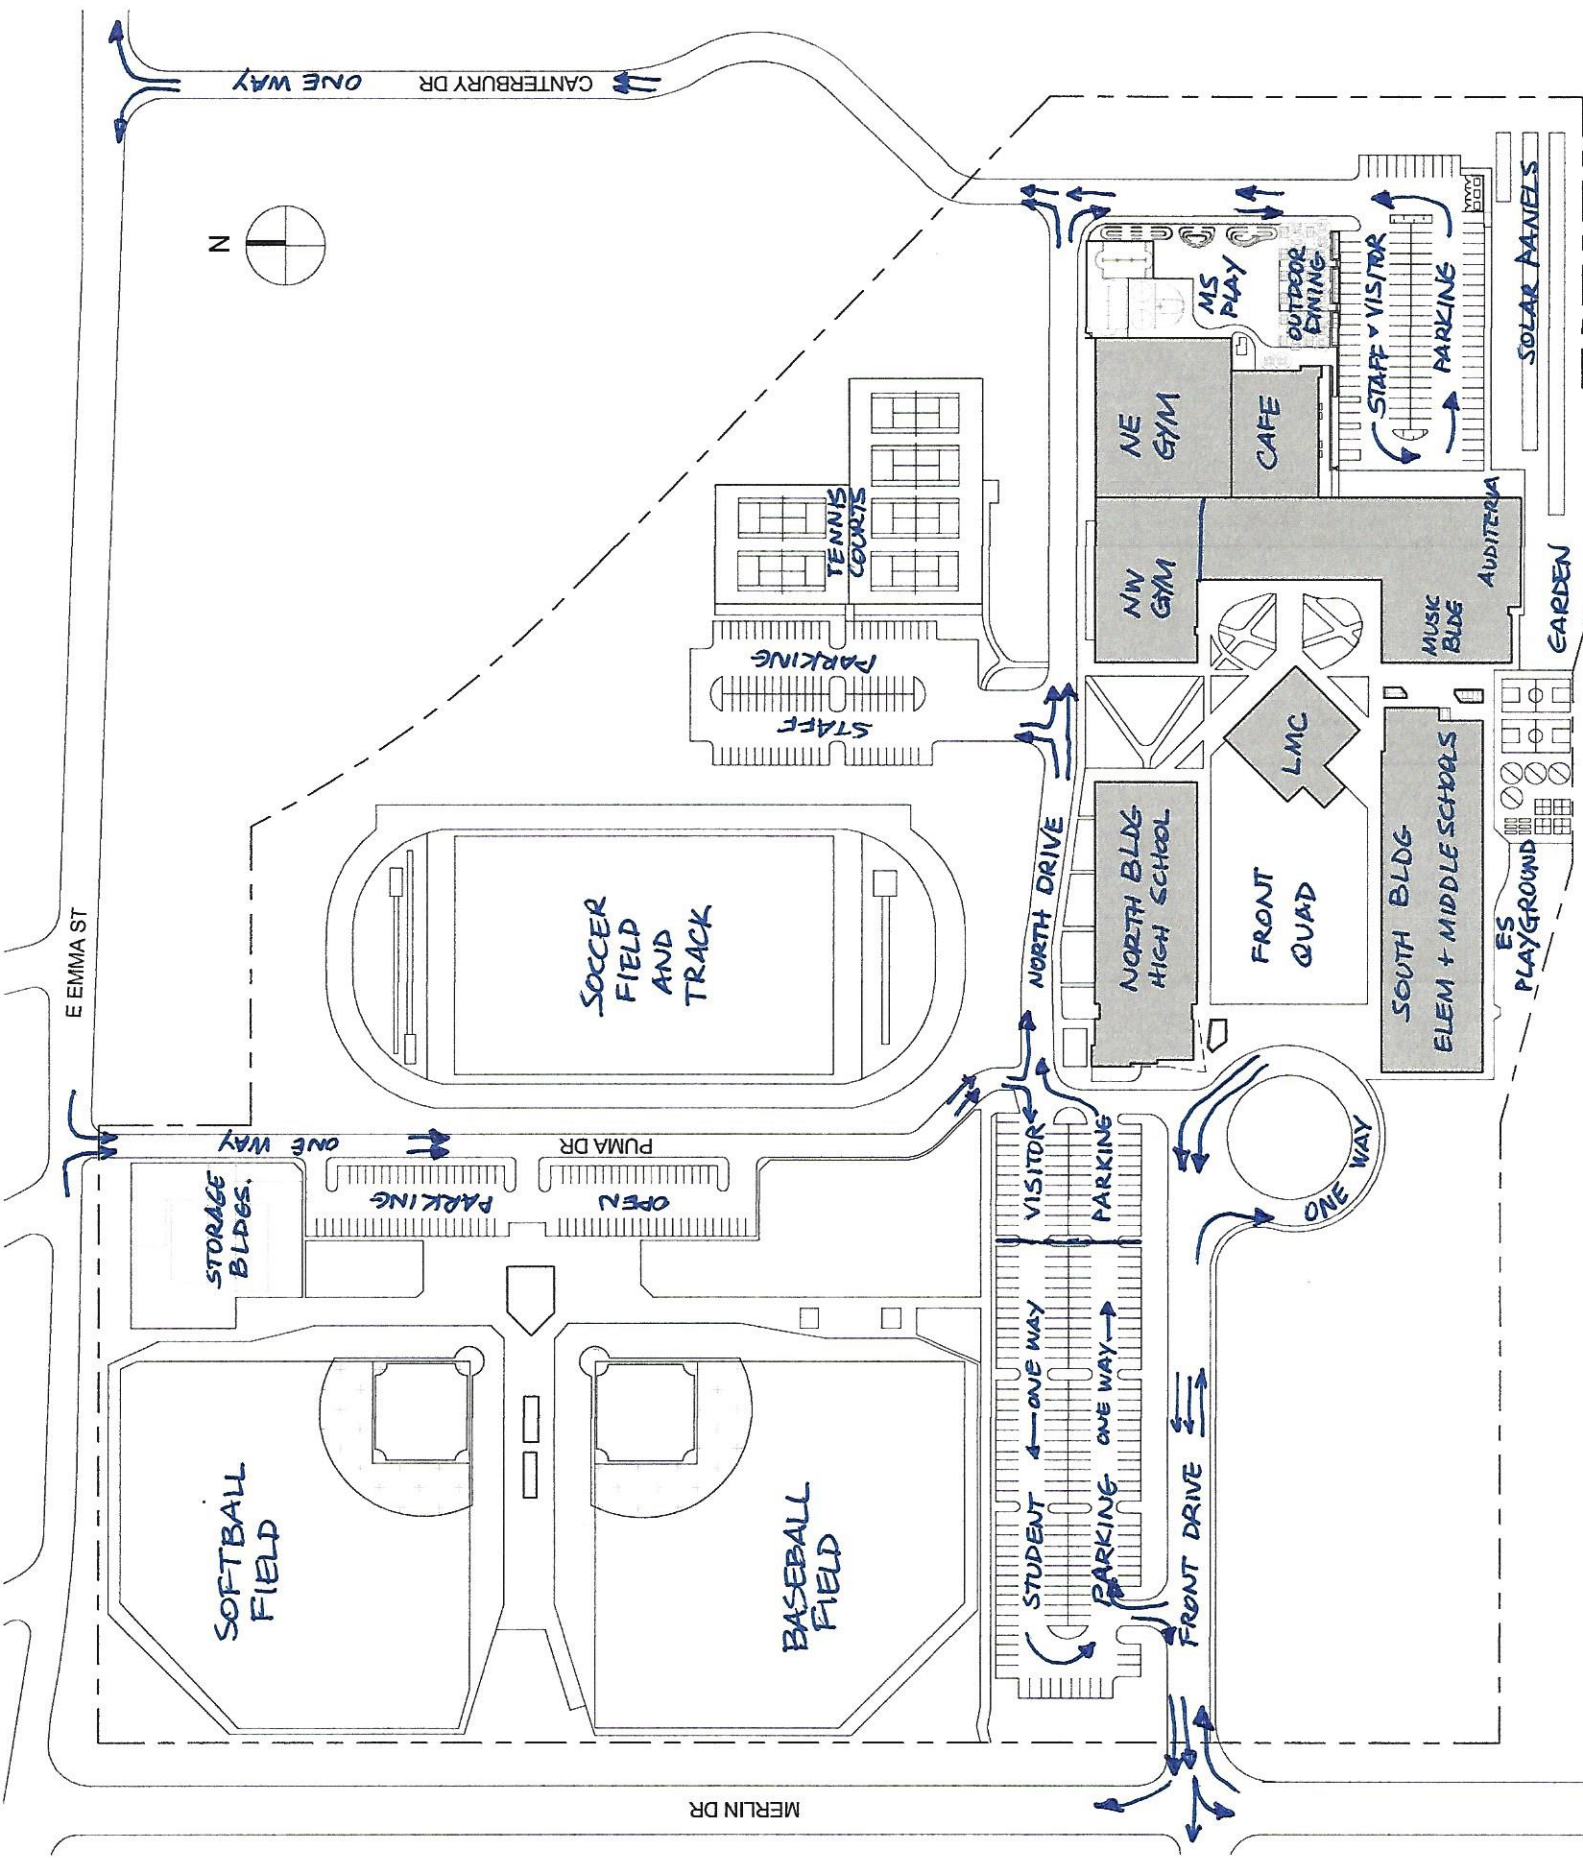 ONE WAY
CANTERBURY DR
N
E EMMA ST
TENNIS
COURTS
STAFF
PARKING
SOCCER
FIELD
AND
TRACK
NORTH DRIVE
PUMA DR
ONE WAY
OPEN
PARKING
STORAGE
BLDGS.
SOFTBALL
FIELD
BASEBALL
FIELD
MERLIN DR
VISITOR
PARKING
STUDENT
PARKING
ONE WAY
ONE WAY
FRONT DRIVE
ONE WAY
NORTH BLDG
HIGH SCHOOL
FRONT
QUAD
SOUTH BLDG
ELEM + MIDDLE SCHOOLS
ES
PLAYGROUND
LMC
NW
GYM
NE
GYM
CAFE
MUSIC
BLDG
AUDITERIA
GARDEN
MS
PLAY
OUTDOOR
DINING
STAFF + VISITOR
PARKING
SOLAR PANELS